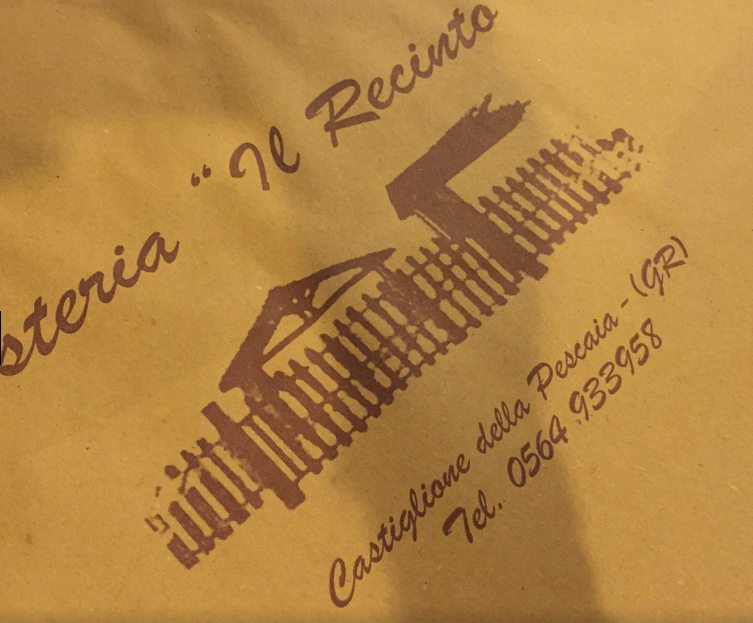 steria "Il Recinto
Castiglione della Pescaia - (GR)
Tel. 0564 933958